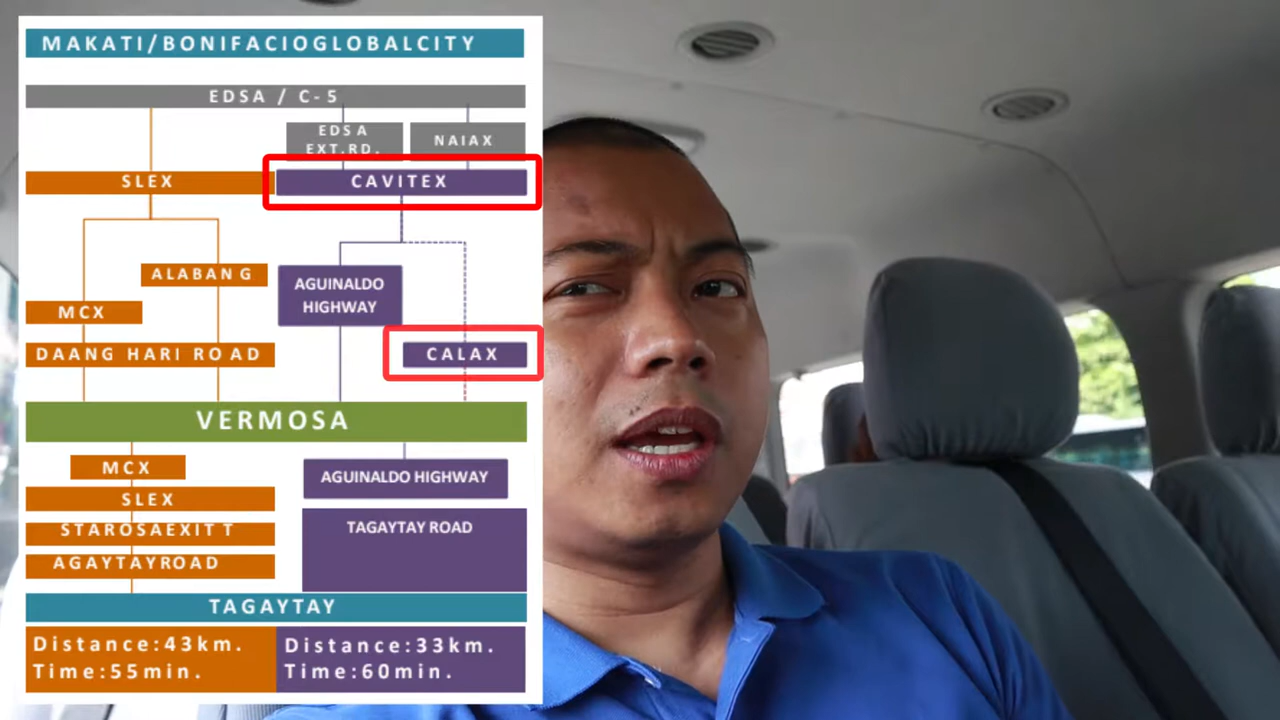 MAKATI/BONIFACIOGLOBALCITY
EDSA / C-5
EDSA
EXT.RD.
NAIAX
SLEX
CAVITEX
ALABANG
AGUINALDO
HIGHWAY
MCX
DAANG HARI ROAD
CALAX
VERMOSA
MCX
AGUINALDO HIGHWAY
SLEX
STAROSAEXIT T
TAGAYTAY ROAD
AGAYTAYROAD
TAGAYTAY
Distance:43km.
Time:55min.
Distance:33km.
Time:60min.